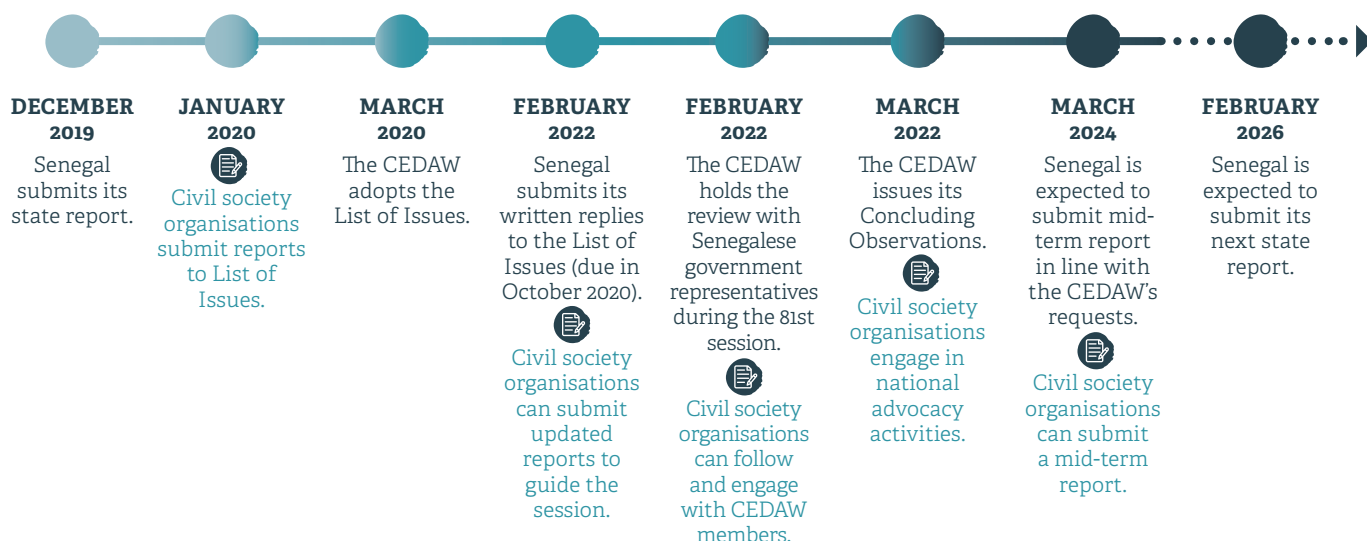 DECEMBER
2019
Senegal
submits its
state report.
JANUARY
2020
Civil society
organisations
submit reports
to List of
Issues.
MARCH
2020
The CEDAW
adopts the
List of Issues.
FEBRUARY
2022
Senegal
submits its
written replies
to the List of
Issues (due in
October 2020).
Civil society
organisations
can submit
updated
reports to
guide the
session.
FEBRUARY
2022
The CEDAW
holds the
review with
Senegalese
government
representatives
during the 81st
session.
Civil society
organisations
can follow
and engage
with CEDAW
members.
MARCH
2022
The CEDAW
issues its
Concluding
Observations.
Civil society
organisations
engage in
national
advocacy
activities.
MARCH
2024
Senegal is
expected to
submit mid-
term report
in line with
the CEDAW's
requests.
Civil society
organisations
can submit
a mid-term
report.
FEBRUARY
2026
Senegal is
expected to
submit its
next state
report.